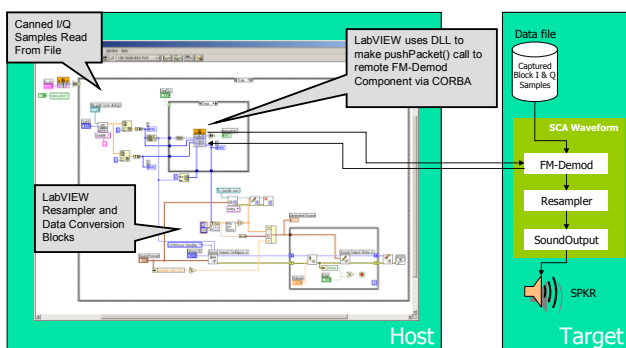 Canned I/Q
Samples Read
From File
LabVIEW uses DLL to
make pushPacket() call to
remote FM-Demod
Component via CORBA
LabVIEW
Resampler and
Data Conversion
Blocks
Host
Data file
Captured
Block I & Q
Samples
SCA Waveform
FM-Demod
Resampler
SoundOutput
SPKR
Target